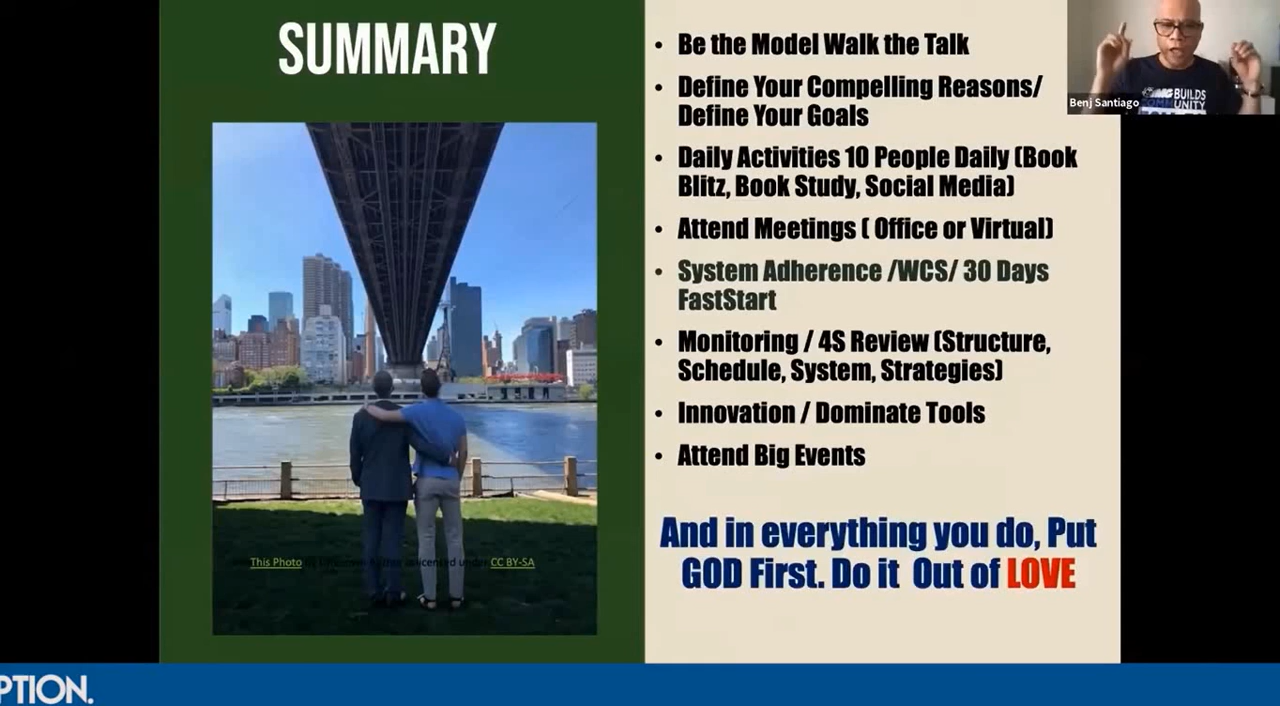 SUMMARY
• Be the Model Walk the Talk
• Define Your Compelling Reasons/
Define Your Goals
• Daily Activities 10 People Daily (Book
Blitz, Book Study, Social Media)
• Attend Meetings ( Office or Virtual)
• System Adherence /WCS/ 30 Days
FastStart
• Monitoring / 4S Review (Structure,
Schedule, System, Strategies)
• Innovation / Dominate Tools
• Attend Big Events
And in everything you do, Put
GOD First. Do it Out of LOVE
This Photo licensed under CC BY-SA
BUILDS
COMMUNITY
Benj Santiago
PTION.